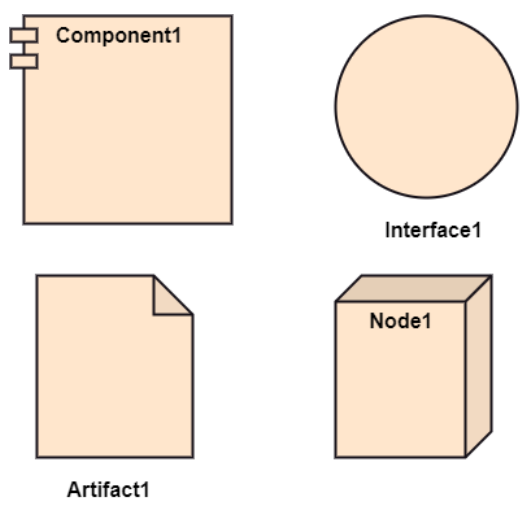 Component1
Interface1
Node1
Artifact1